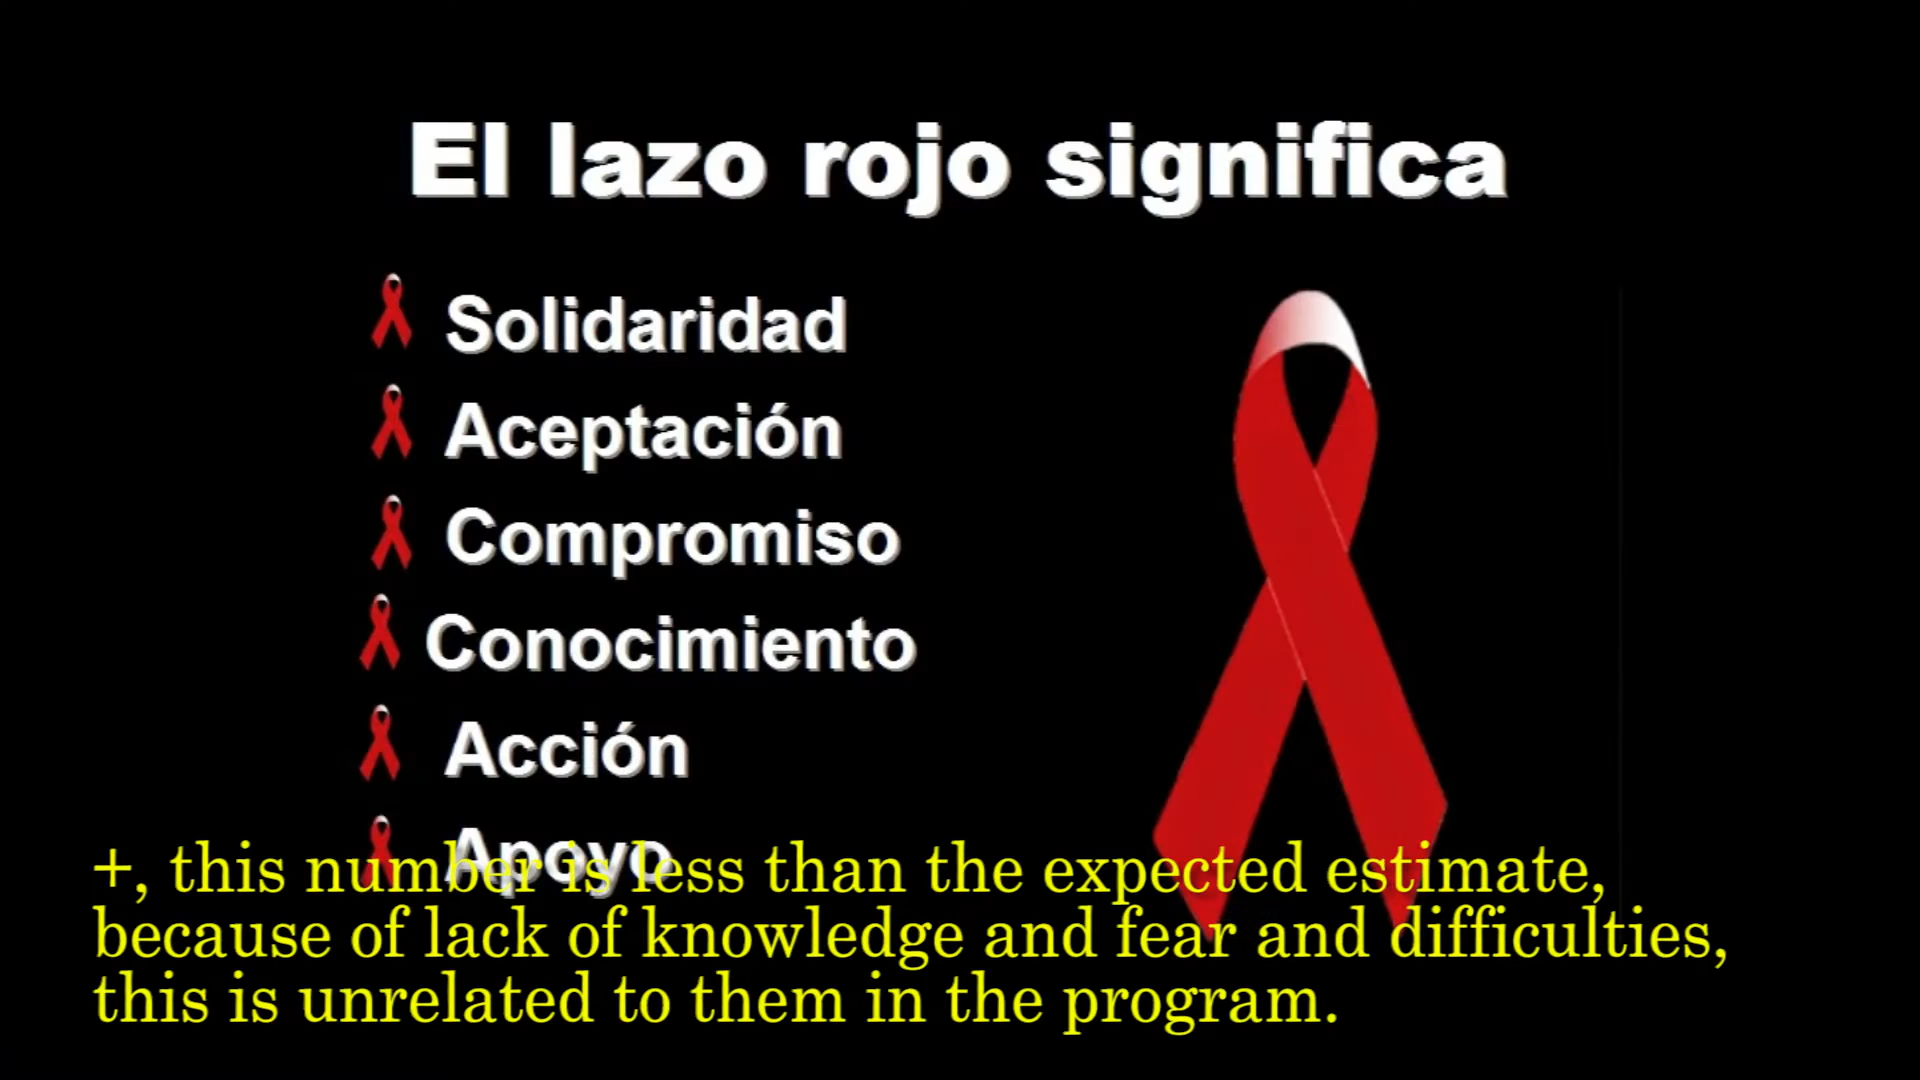 El lazo rojo significa
Solidaridad
Aceptación
Compromiso
Conocimiento
Acción
Apoyo
+, this number is less than the expected estimate,
because of lack of knowledge and fear and difficulties,
this is unrelated to them in the program.